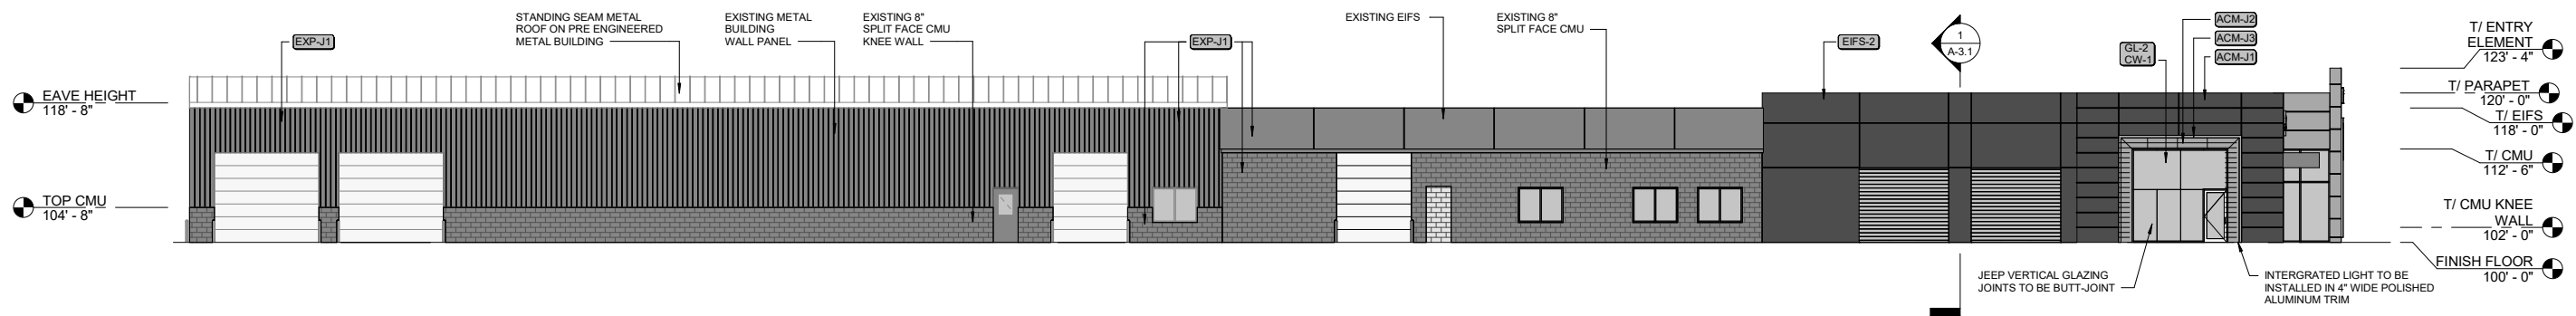 EAVE HEIGHT
118' - 8"
TOP CMU
104' - 8"
EXP-J1
STANDING SEAM METAL
ROOF ON PRE ENGINEERED
METAL BUILDING
EXISTING METAL
BUILDING
WALL PANEL
EXISTING 8"
SPLIT FACE CMU
KNEE WALL
EXP-J1
EXISTING EIFS
EXISTING 8"
SPLIT FACE CMU
EIFS-2
1
A-3.1
GL-2
CW-1
ACM-J2
ACM-J3
ACM-J1
JEEP VERTICAL GLAZING
JOINTS TO BE BUTT-JOINT
INTERGRATED LIGHT TO BE
INSTALLED IN 4" WIDE POLISHED
ALUMINUM TRIM
T/ ENTRY
ELEMENT
123' - 4"
T/ PARAPET
120' - 0"
T/ EIFS
118' - 0"
T/ CMU
112' - 6"
T/ CMU KNEE
WALL
102' - 0"
FINISH FLOOR
100' - 0"